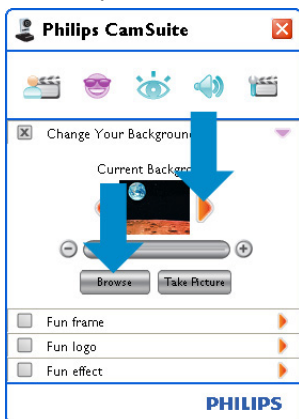 Philips CamSuite
Change Your Background
Current Backgro
Browse
Take Picture
Fun frame
Fun logo
Fun effect
PHILIPS